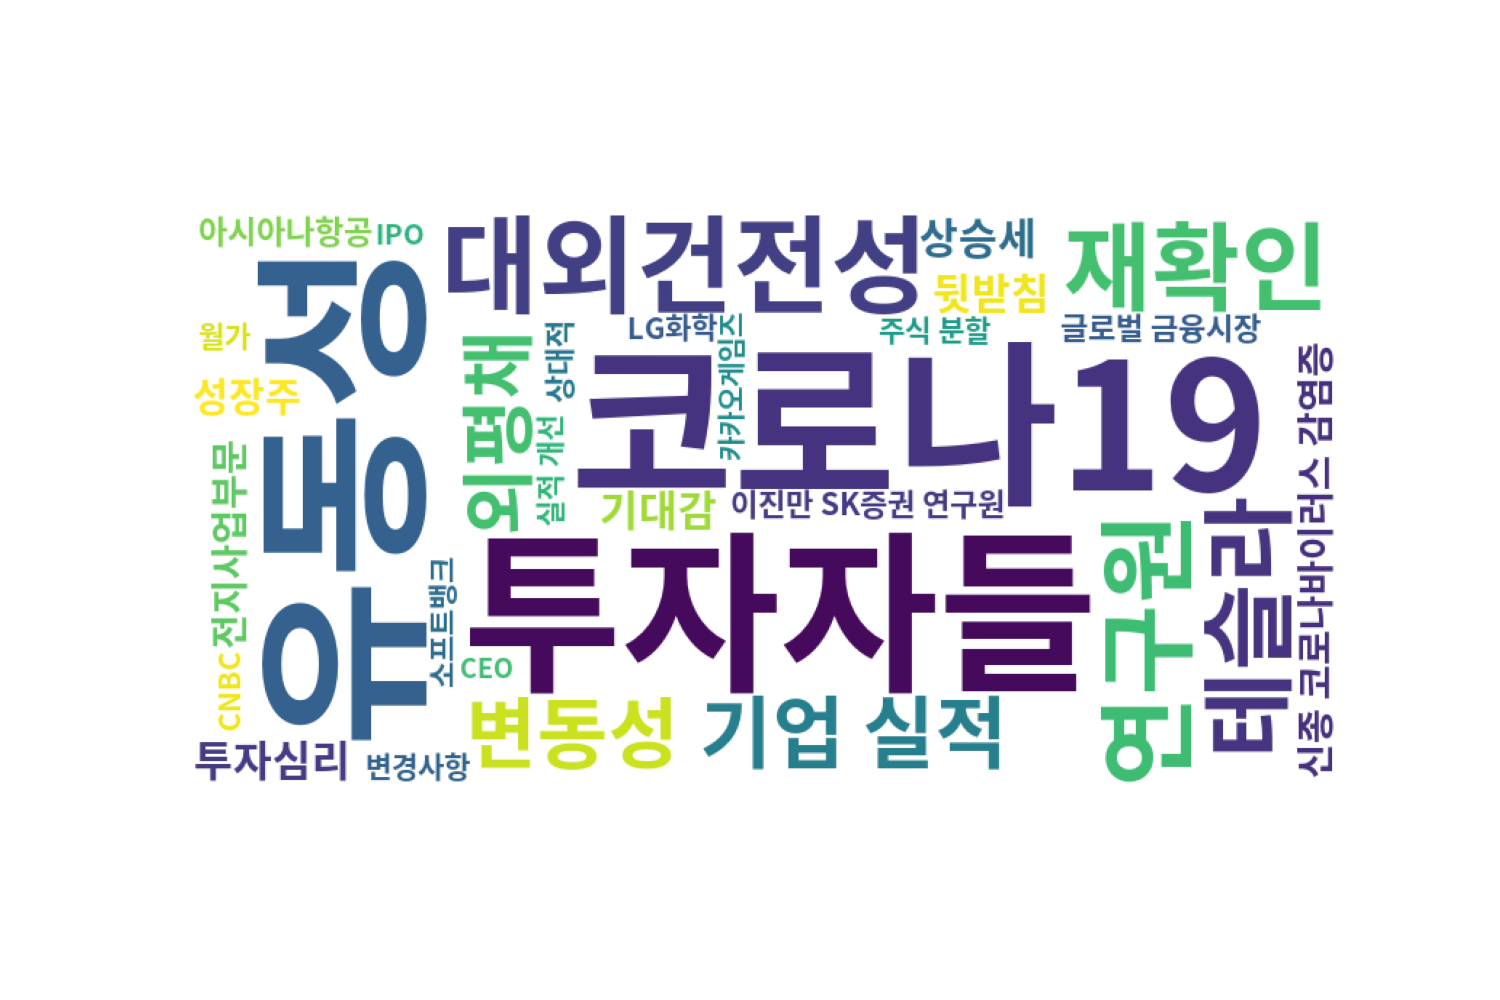 아시아나항공
IPO
대외건전성
상승세
재확인
뒷받침
유동성
월가
성장주
LG화학
주식 분할
글로벌 금융시장
외평채
상대적
실적 개선
카카오게임즈
코로나19
신종 코로나바이러스 감염증
기대감
이진만 SK증권 연구원
전지사업부문
CNBC
소프트뱅크
투자자들
연구원
테슬라
CEO
변동성
기업 실적
투자심리
변경사항